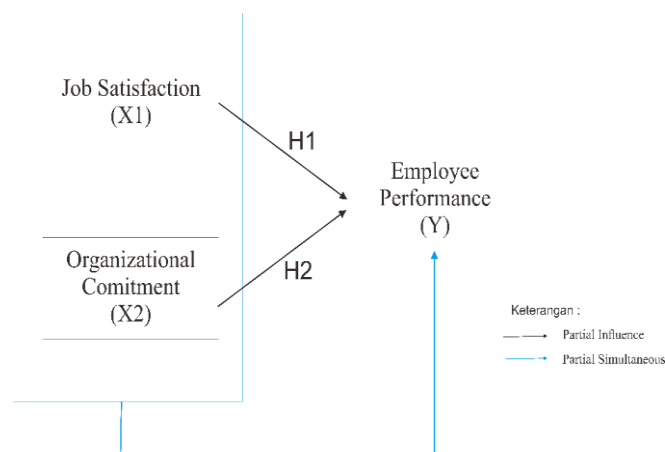 Job Satisfaction
(X1)
H1
Employee
Performance
(Y)
Organizational
Comitment
(X2)
H2
Keterangan :
Partial Influence
Partial Simultaneous